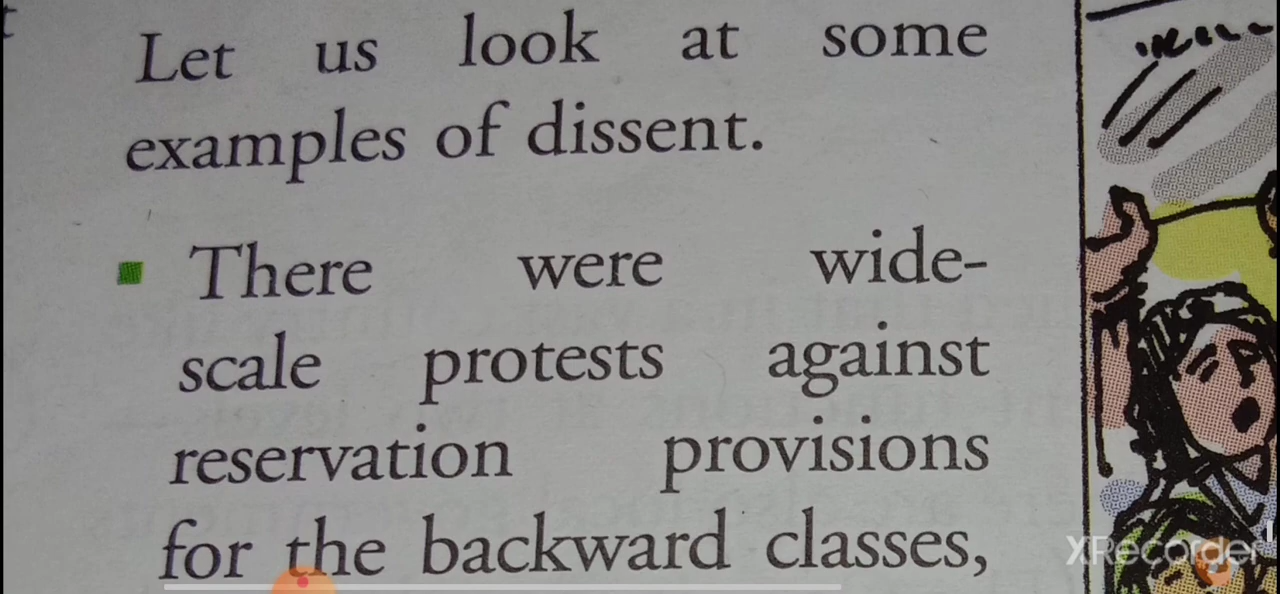 Let us look at some
examples of dissent.
There were wide-
scale protests against
reservation provisions
for the backward classes,
XRecorder